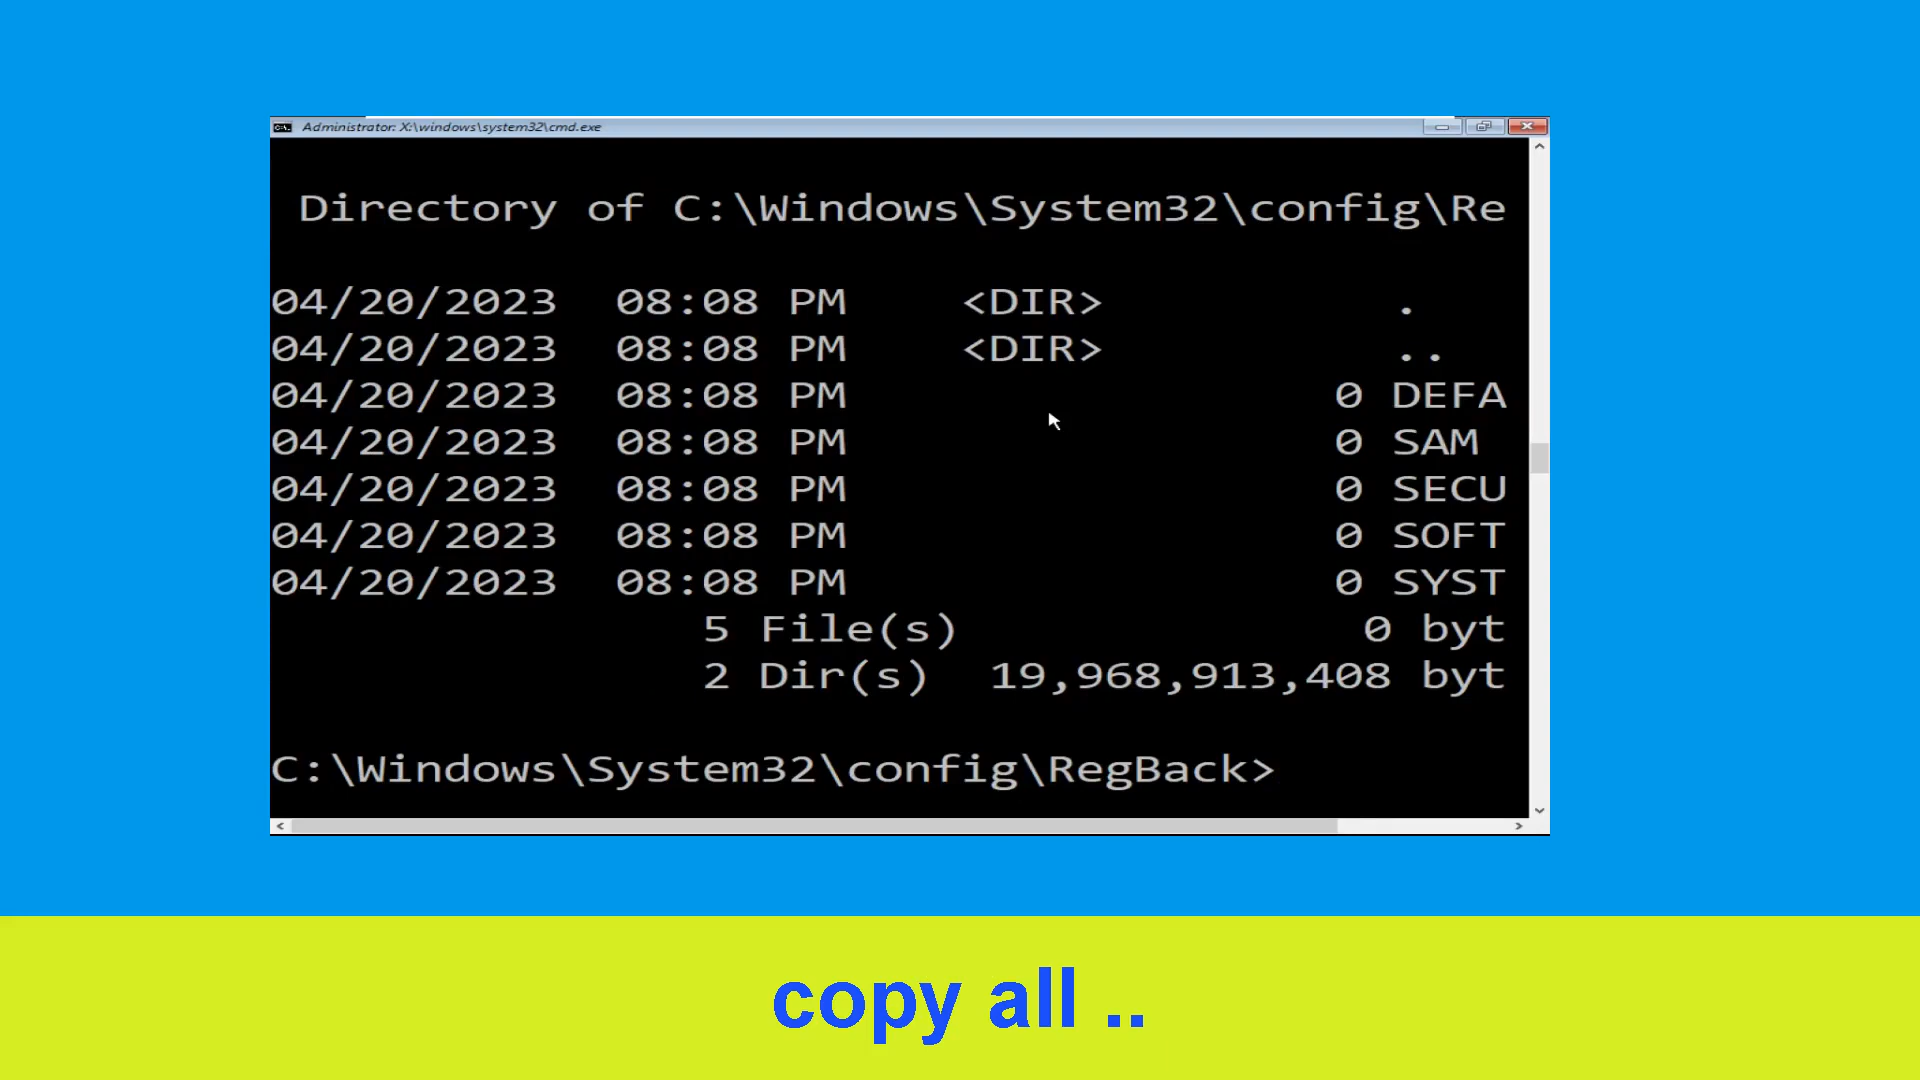 Administrator: X:\windows\system32\cmd.exe
Directory of C:\Windows\System32\config\Re
04/20/2023 08:08 PM <DIR> .
04/20/2023 08:08 PM <DIR> ..
04/20/2023 08:08 PM 0 DEFA
04/20/2023 08:08 PM 0 SAM
04/20/2023 08:08 PM 0 SECU
04/20/2023 08:08 PM 0 SOFT
04/20/2023 08:08 PM 0 SYST
5 File(s) 0 byt
2 Dir(s) 19,968,913,408 byt
C:\Windows\System32\config\RegBack>
copy all ..